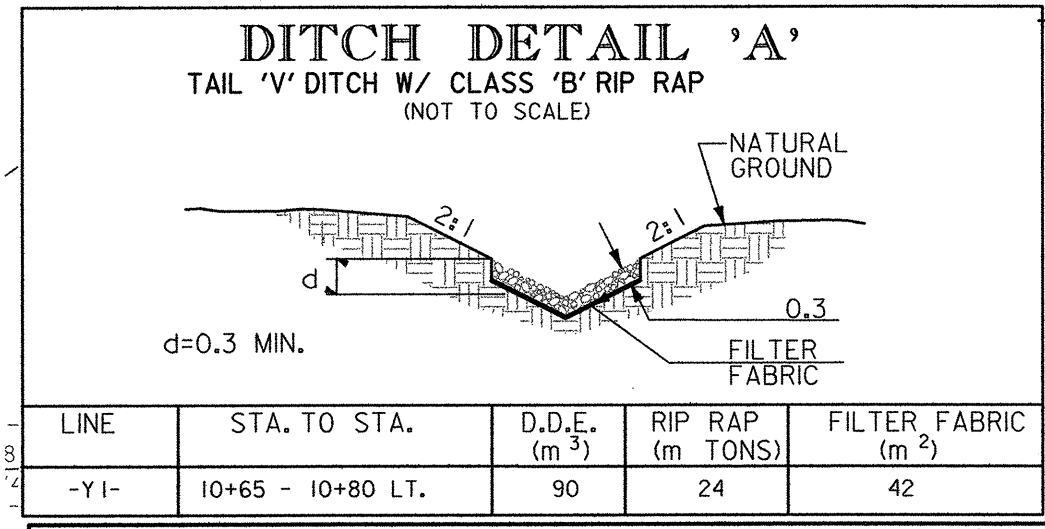 DITCH DETAIL 'A'
TAIL 'V' DITCH W/ CLASS 'B' RIP RAP
(NOT TO SCALE)
NATURAL
GROUND
2:1
2:1
d
0.3
d=0.3 MIN.
FILTER
FABRIC
LINE STA. TO STA. D.D.E. (m³) RIP RAP (m TONS) FILTER FABRIC (m²)
-Y1- 10+65 - 10+80 LT. 90 24 42